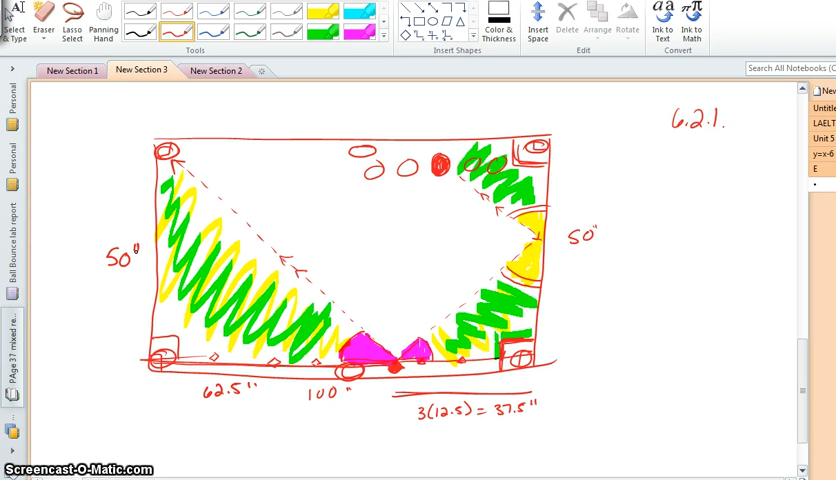 Select & Type
Eraser
Lasso Select
Panning Hand
Color & Thickness
Insert Space
Delete
Arrange
Rotate
Ink to Text
Ink to Math
Tools
Insert Shapes
Edit
Convert
New Section 1
New Section 3
New Section 2
Search All Notebooks (C
Personal
Personal
Ball Bounce lab report
PAge 37 mixed re...
New
Untitle
LAELT
Unit 5
y=x-6
E
6.2.1.
50"
50"
62.5"
100"
3(12.5) = 37.5"
Screencast-O-Matic.com